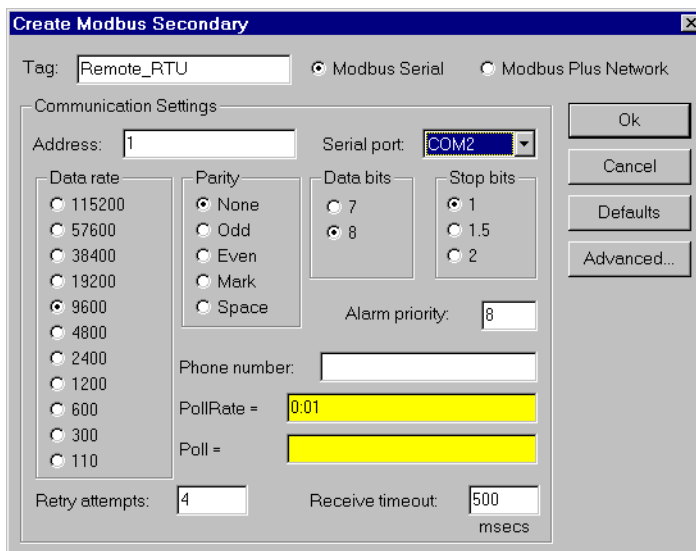 Create Modbus Secondary
Tag: Remote_RTU Modbus Serial Modbus Plus Network
Communication Settings
Address: 1 Serial port: COM2
Data rate
115200
57600
38400
19200
9600
4800
2400
1200
600
300
110
Parity
None
Odd
Even
Mark
Space
Data bits
7
8
Stop bits
1
1.5
2
Alarm priority: 8
Phone number:
PollRate = 0:01
Poll =
Retry attempts: 4 Receive timeout: 500
msecs
Ok
Cancel
Defaults
Advanced...